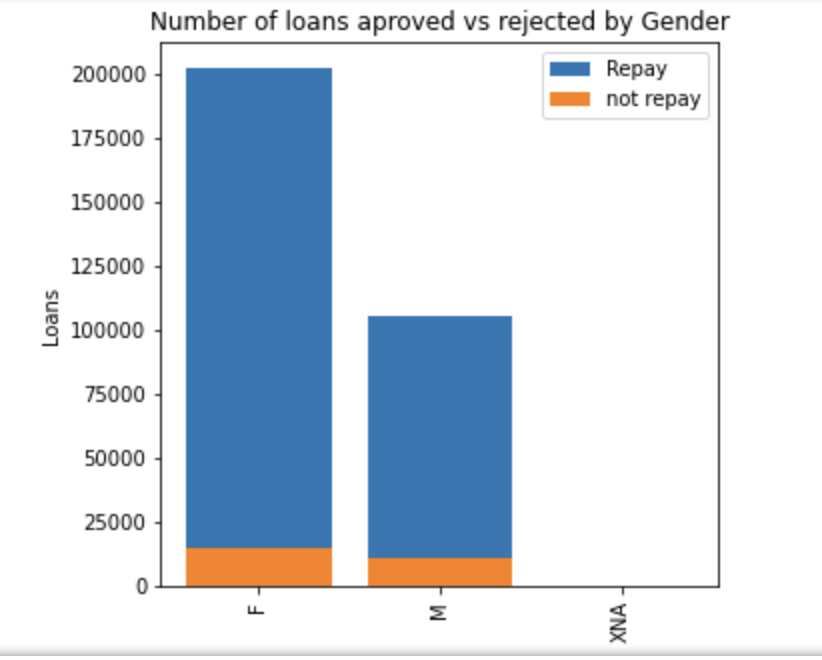 Number of loans aproved vs rejected by Gender
Repay
not repay
200000
175000
150000
125000
100000
75000
50000
25000
0
Loans
F
M
XNA